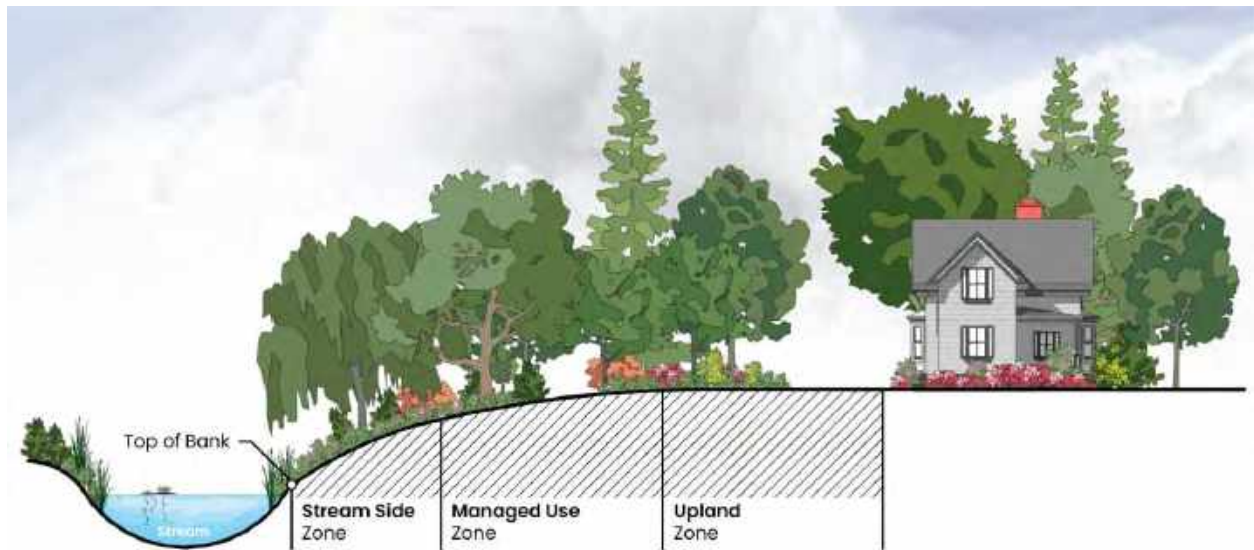 Top of Bank
Stream
Stream Side
Zone
Managed Use
Zone
Upland
Zone